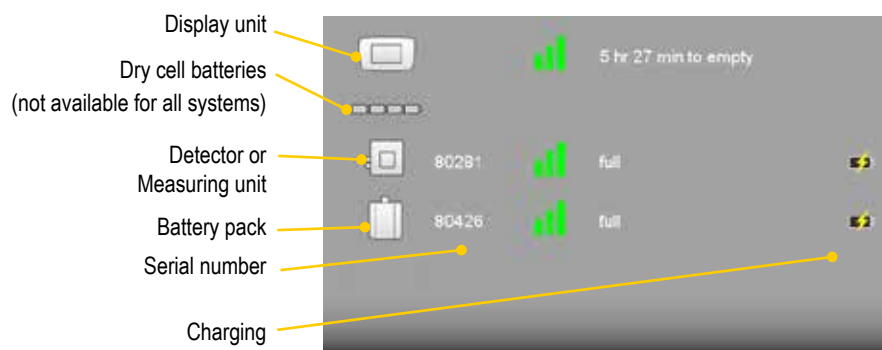 Display unit
5 hr 27 min to empty
Dry cell batteries
(not available for all systems)
Detector or
Measuring unit
80281
full
Battery pack
80426
full
Serial number
Charging